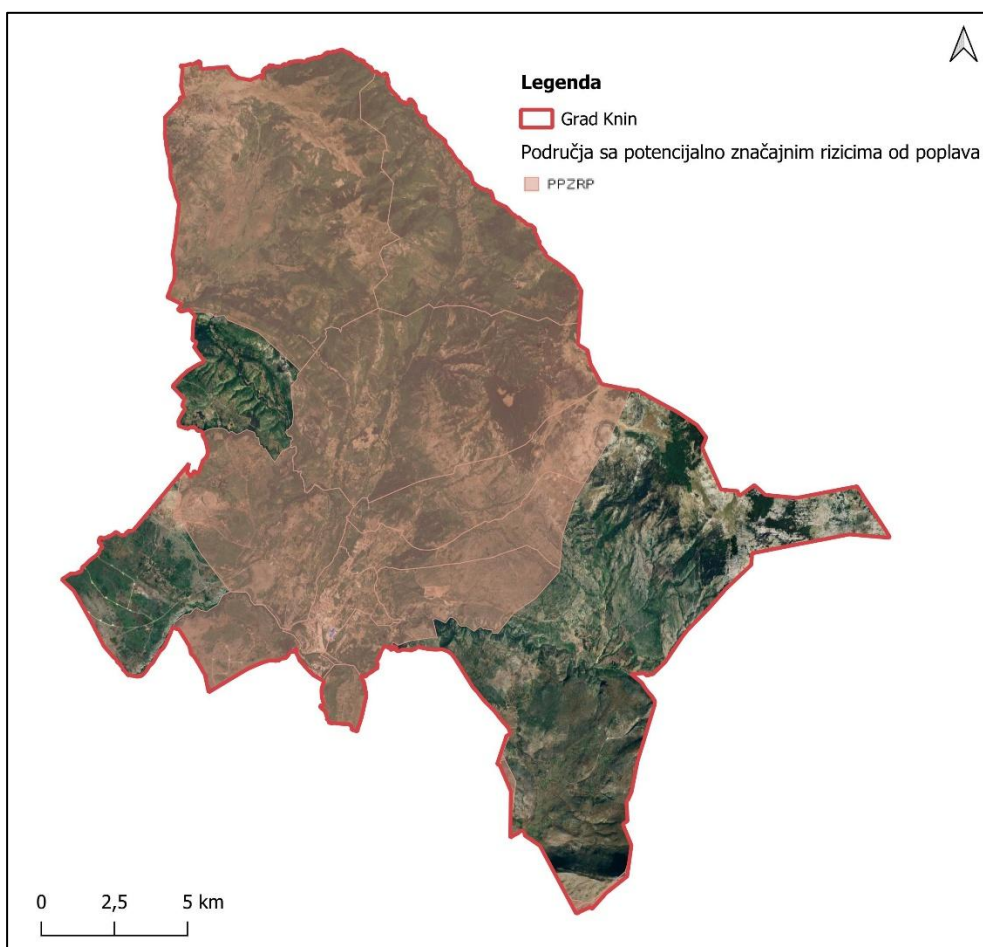 Legenda
Grad Knin
Područja sa potencijalno značajnim rizicima od poplava
PPZRP
0 2,5 5 km